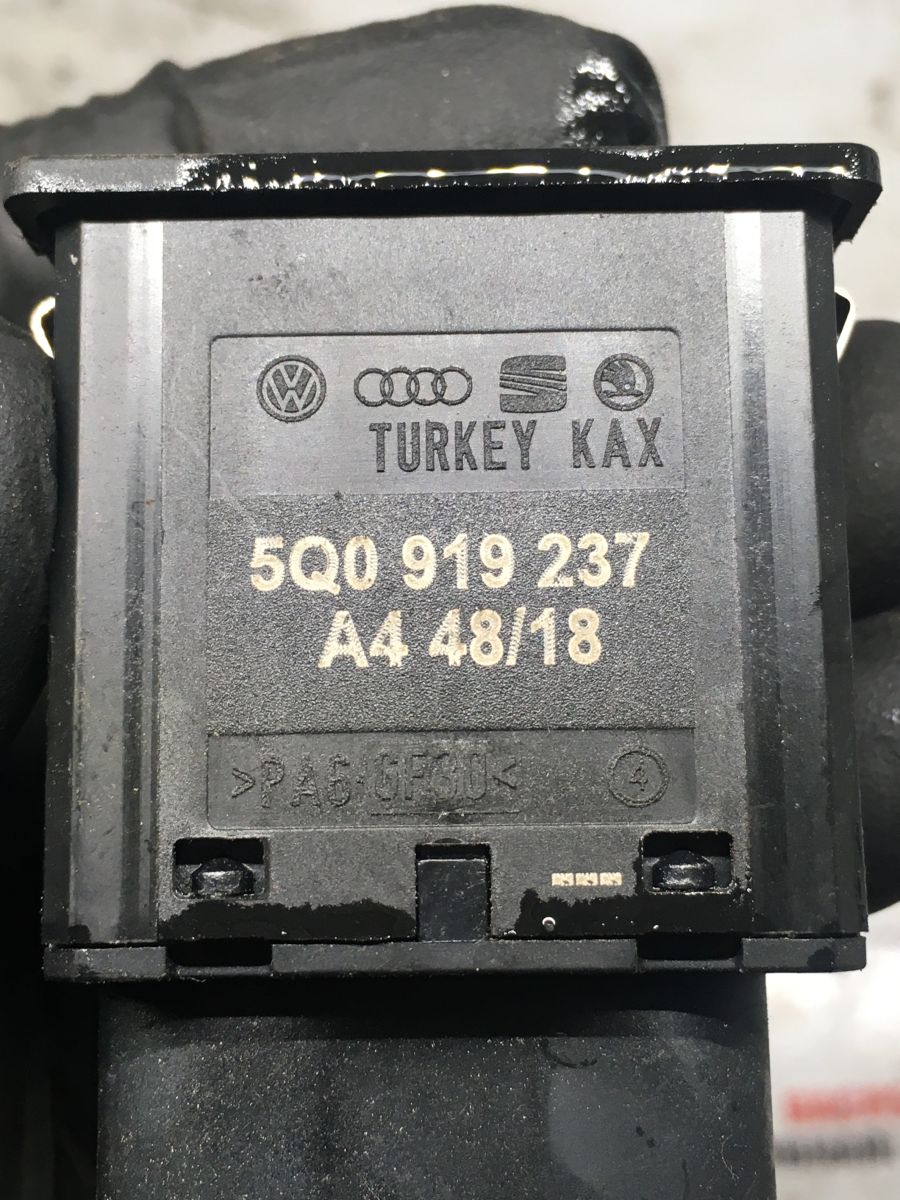 TURKEY KAX
5Q0 919 237
A4 48/18
>PA6-GF30<
4